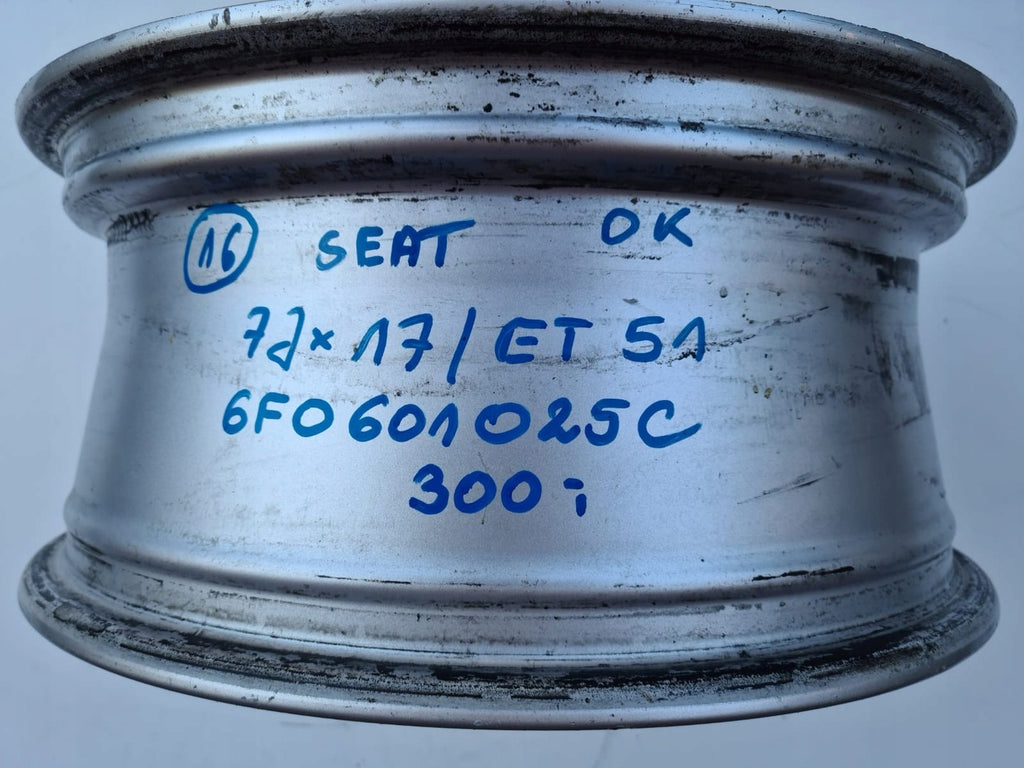 16 SEAT OK
7J x 17 / ET 51
6F0601025C
300;